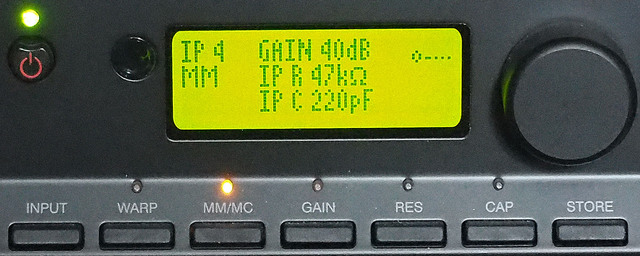 IP 4 GAIN 40dB
MM IP R 47kΩ
IP C 220pF
INPUT WARP MM/MC GAIN RES CAP STORE